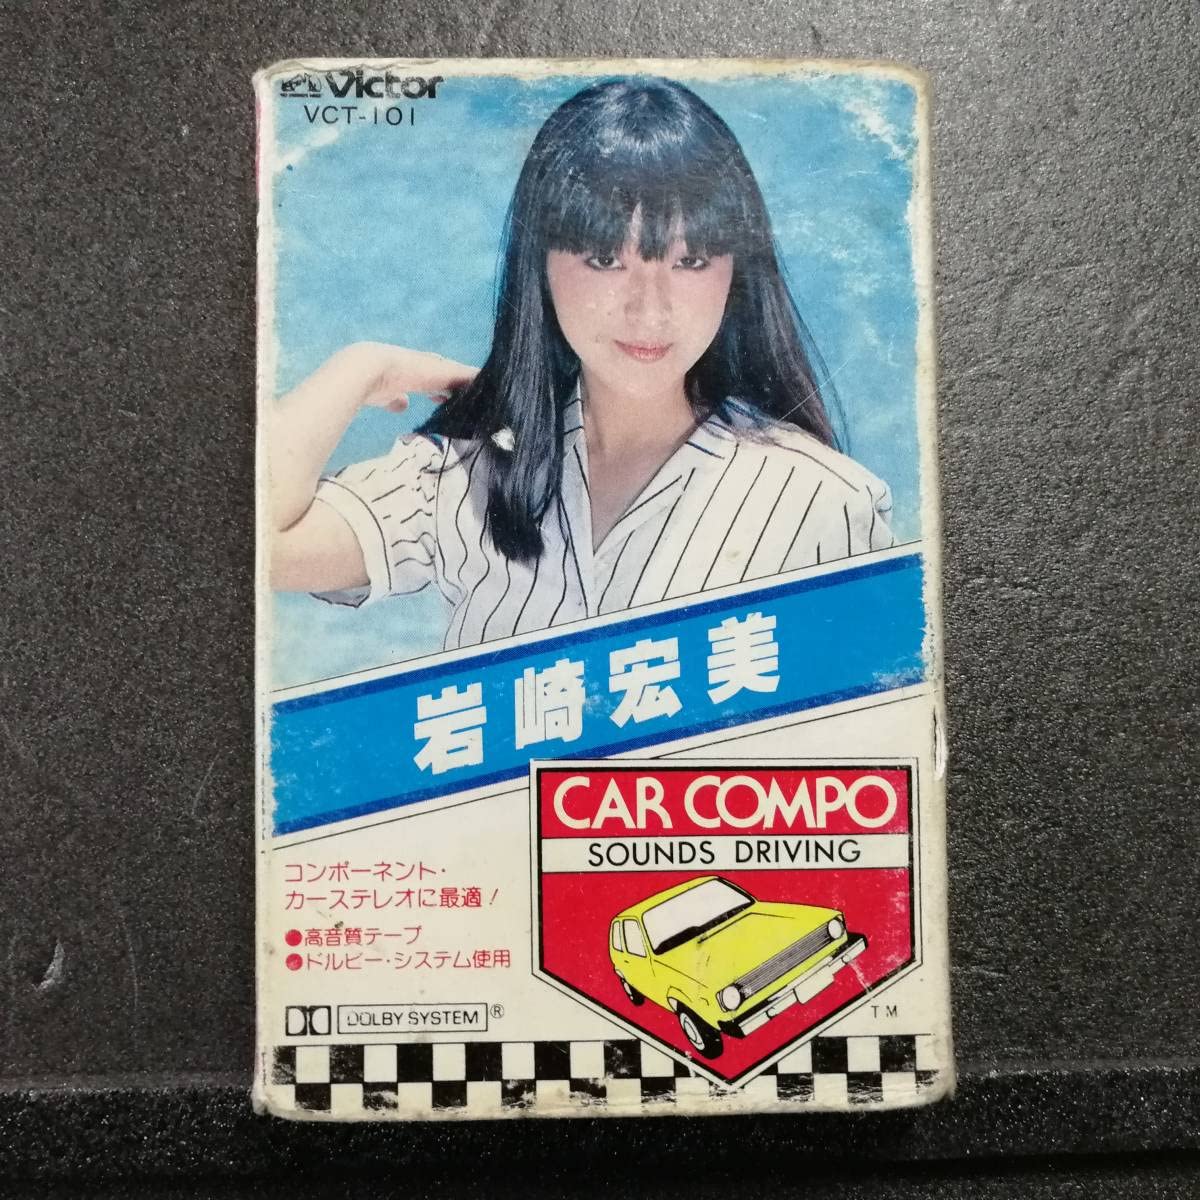 Victor
VCT-101
岩崎宏美
CAR COMPO
SOUNDS DRIVING
コンポーネント・
カーステレオに最適!
●高音質テープ
●ドルビー・システム使用
DOLBY SYSTEM®
TM